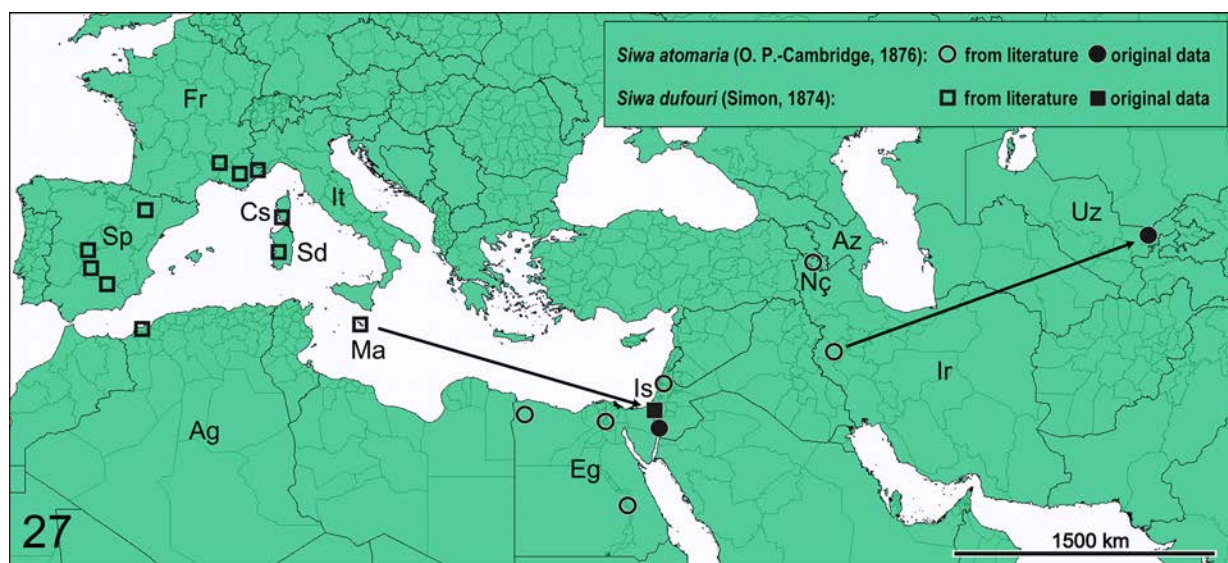 Siwa atomaria (O. P.-Cambridge, 1876): from literature original data
Siwa dufouri (Simon, 1874): from literature original data
Fr
It
Cs
Sp
Sd
Uz
Az
Nç
Ma
Is
Ir
Ag
Eg
27
1500 km